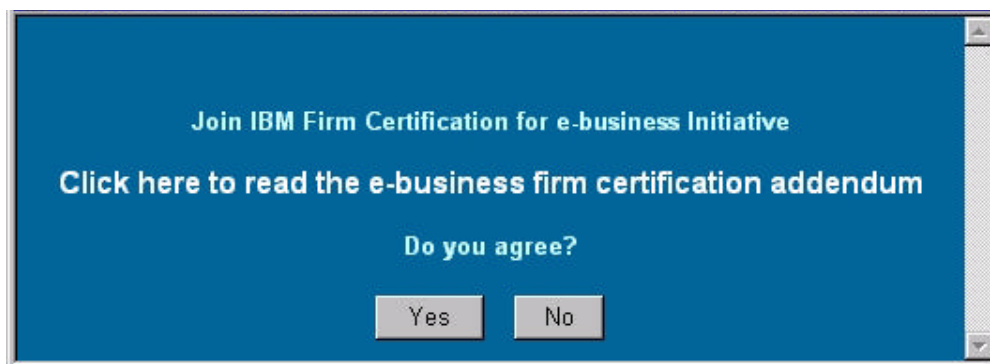 Join IBM Firm Certification for e-business Initiative
Click here to read the e-business firm certification addendum
Do you agree?
Yes No